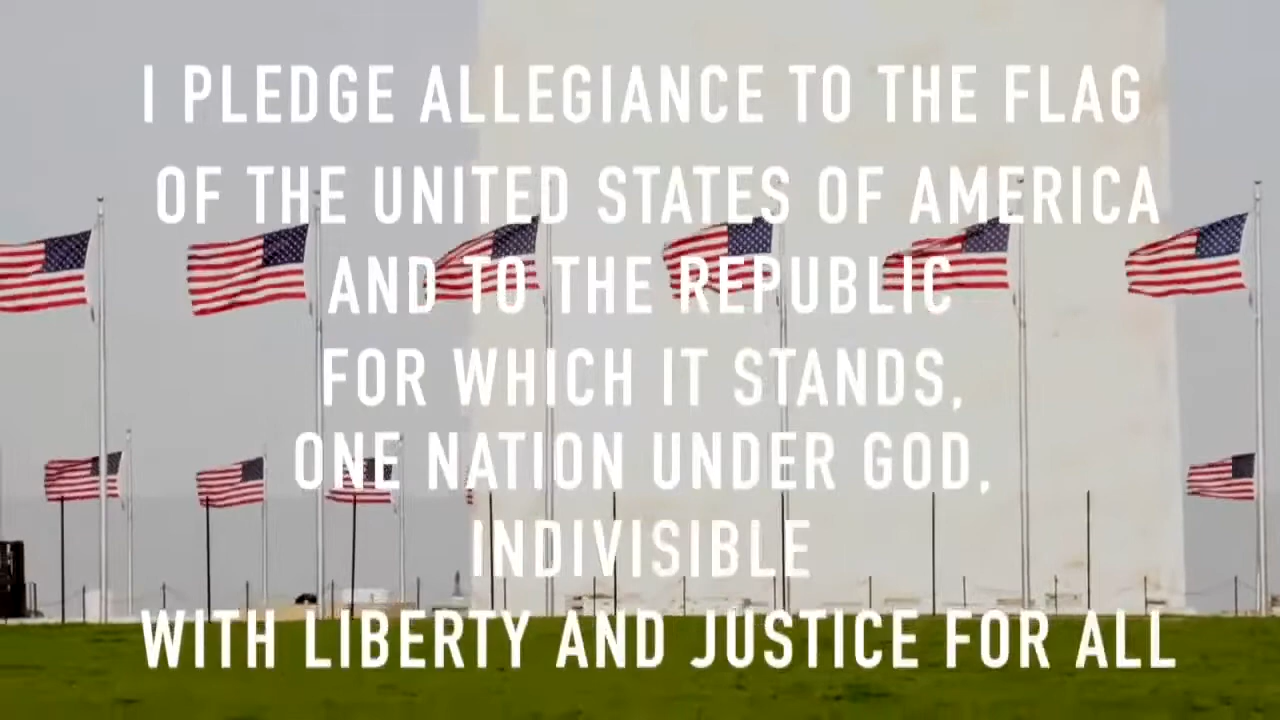 I PLEDGE ALLEGIANCE TO THE FLAG
OF THE UNITED STATES OF AMERICA
AND TO THE REPUBLIC
FOR WHICH IT STANDS,
ONE NATION UNDER GOD,
INDIVISIBLE
WITH LIBERTY AND JUSTICE FOR ALL